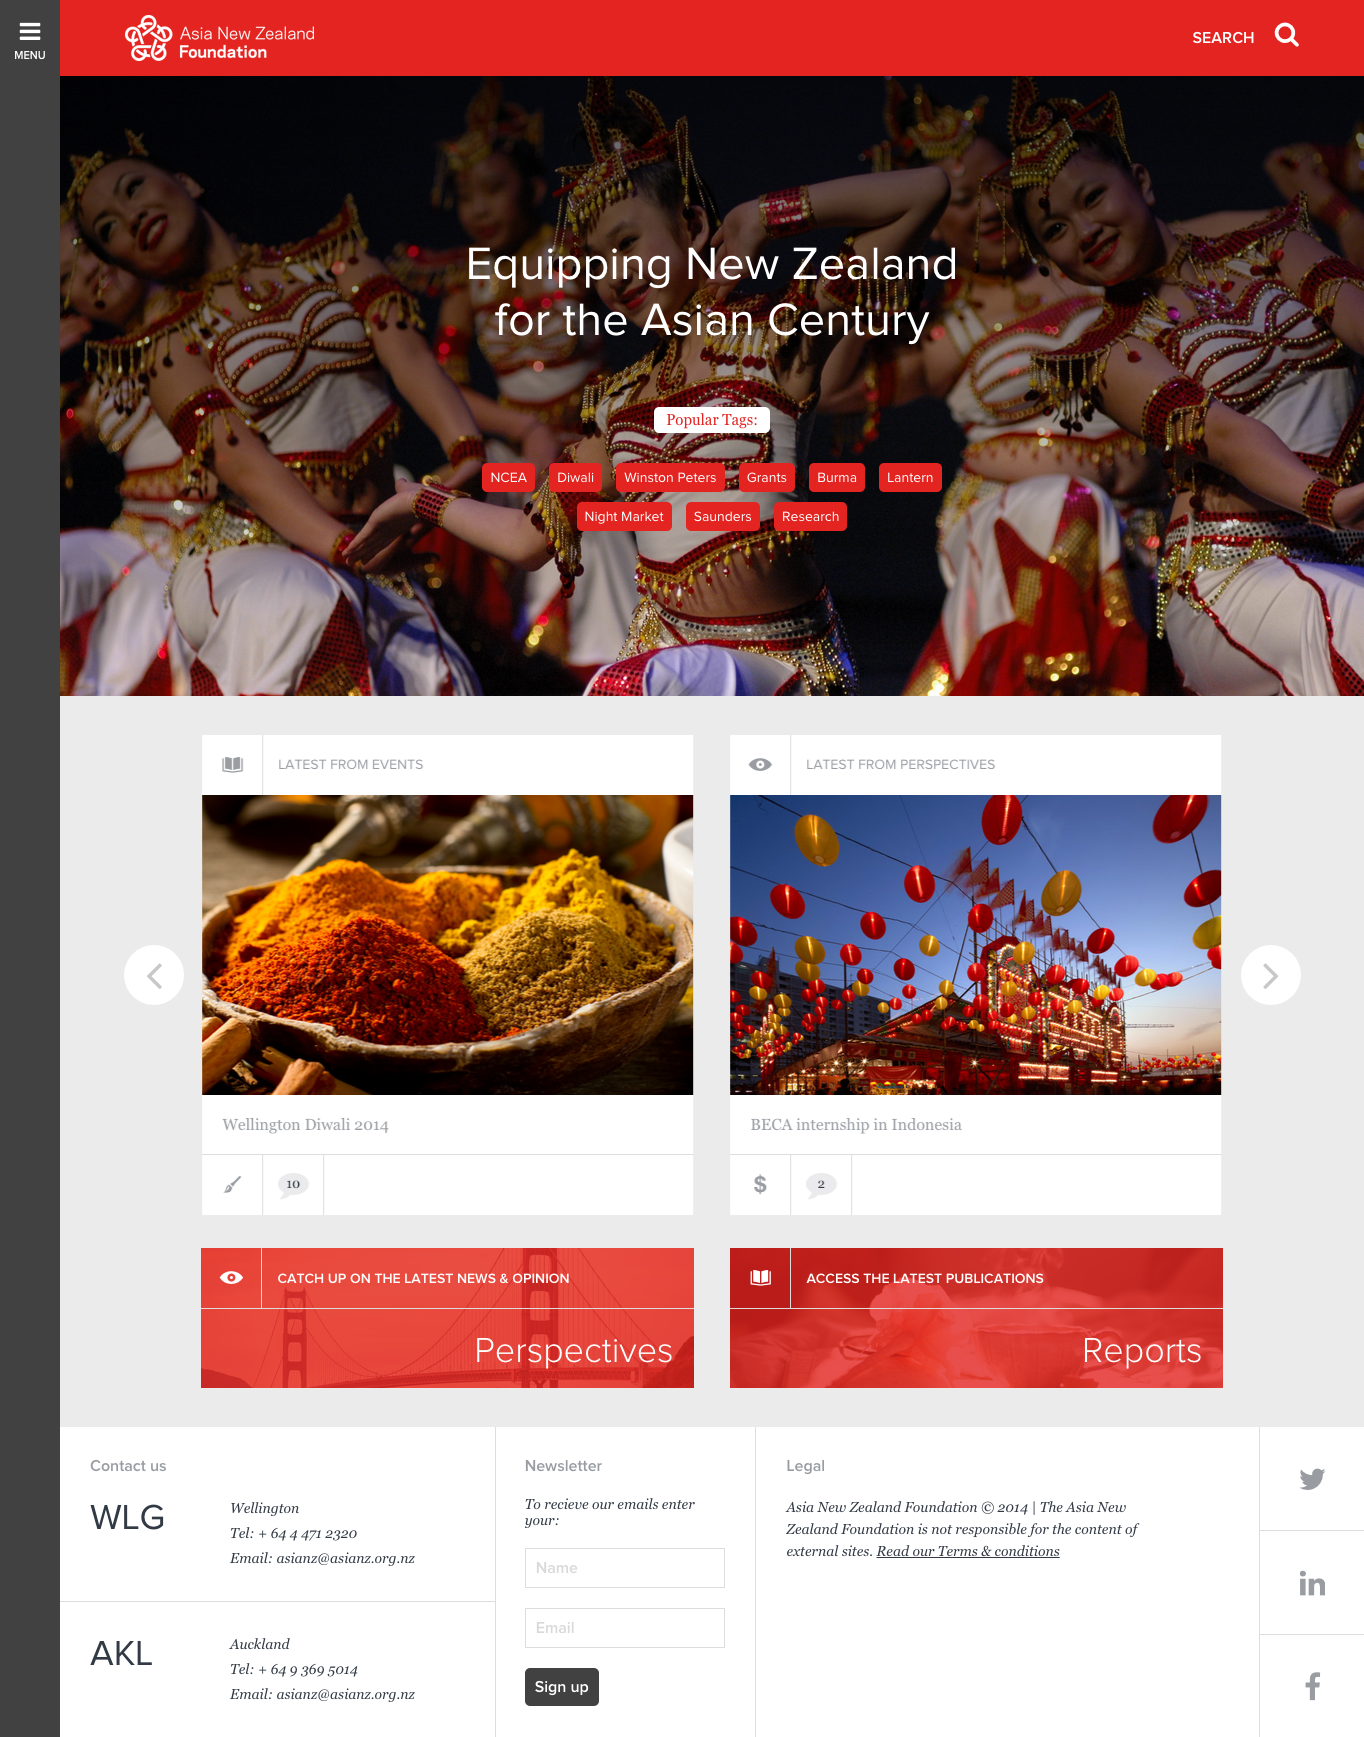 MENU
Asia New Zealand
Foundation
SEARCH
Equipping New Zealand
for the Asian Century
Popular Tags:
NCEA Diwali Winston Peters Grants Burma Lantern
Night Market Saunders Research
LATEST FROM EVENTS
LATEST FROM PERSPECTIVES
Wellington Diwali 2014
BECA internship in Indonesia
10
$ 2
CATCH UP ON THE LATEST NEWS & OPINION
Perspectives
ACCESS THE LATEST PUBLICATIONS
Reports
Contact us
WLG
Wellington
Tel: + 64 4 471 2320
Email: asianz@asianz.org.nz
AKL
Auckland
Tel: + 64 9 369 5014
Email: asianz@asianz.org.nz
Newsletter
To recieve our emails enter
your:
Name
Email
Sign up
Legal
Asia New Zealand Foundation © 2014 | The Asia New
Zealand Foundation is not responsible for the content of
external sites. Read our Terms & conditions